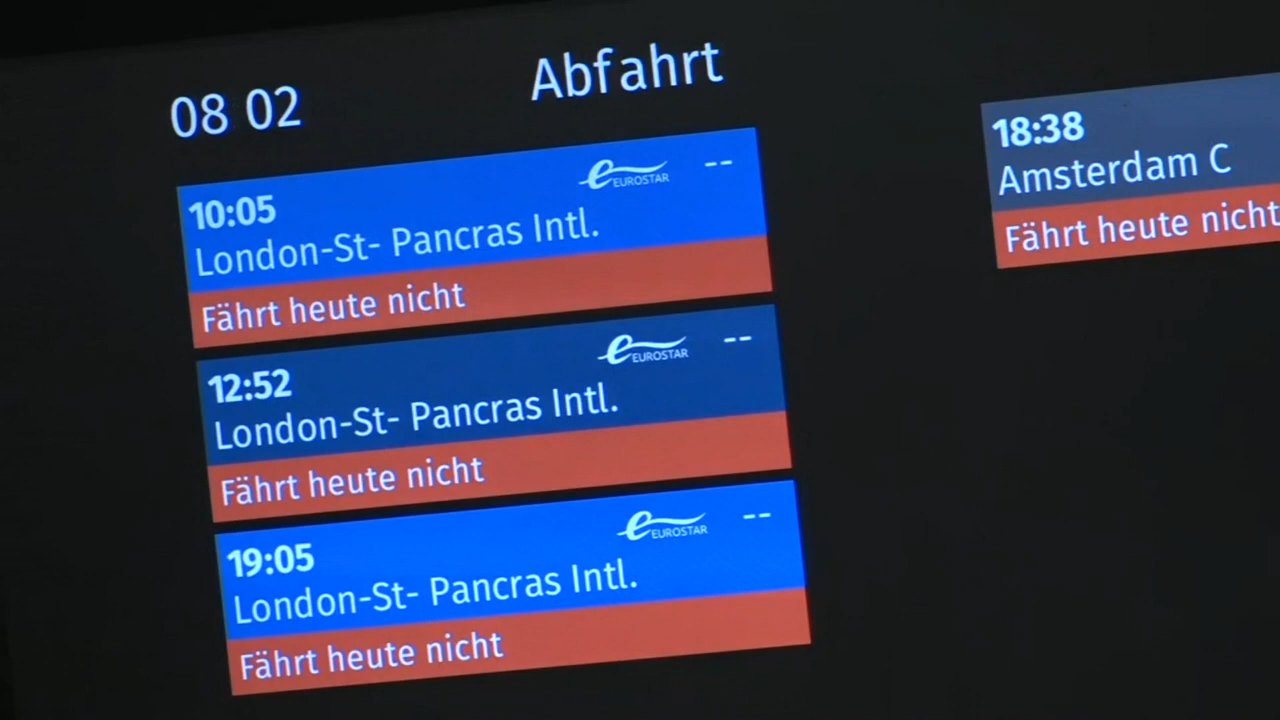 08 02
Abfahrt
10:05
EUROSTAR
--
London-St- Pancras Intl.
Fährt heute nicht
12:52
EUROSTAR
--
London-St- Pancras Intl.
Fährt heute nicht
19:05
EUROSTAR
--
London-St- Pancras Intl.
Fährt heute nicht
18:38
Amsterdam C
Fährt heute nicht